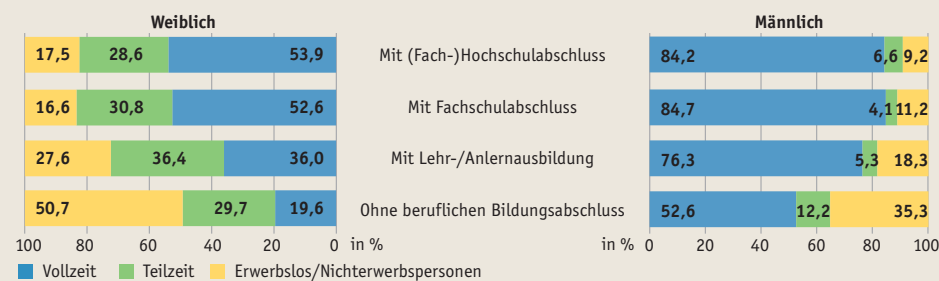 Weiblich Männlich
17,5 28,6 53,9 Mit (Fach-)Hochschulabschluss 84,2 6,6 9,2
16,6 30,8 52,6 Mit Fachschulabschluss 84,7 4,1 11,2
27,6 36,4 36,0 Mit Lehr-/Anlernausbildung 76,3 5,3 18,3
50,7 29,7 19,6 Ohne beruflichen Bildungsabschluss 52,6 12,2 35,3
100 80 60 40 20 0 in % in % 0 20 40 60 80 100
Vollzeit Teilzeit Erwerbslos/Nichterwerbspersonen